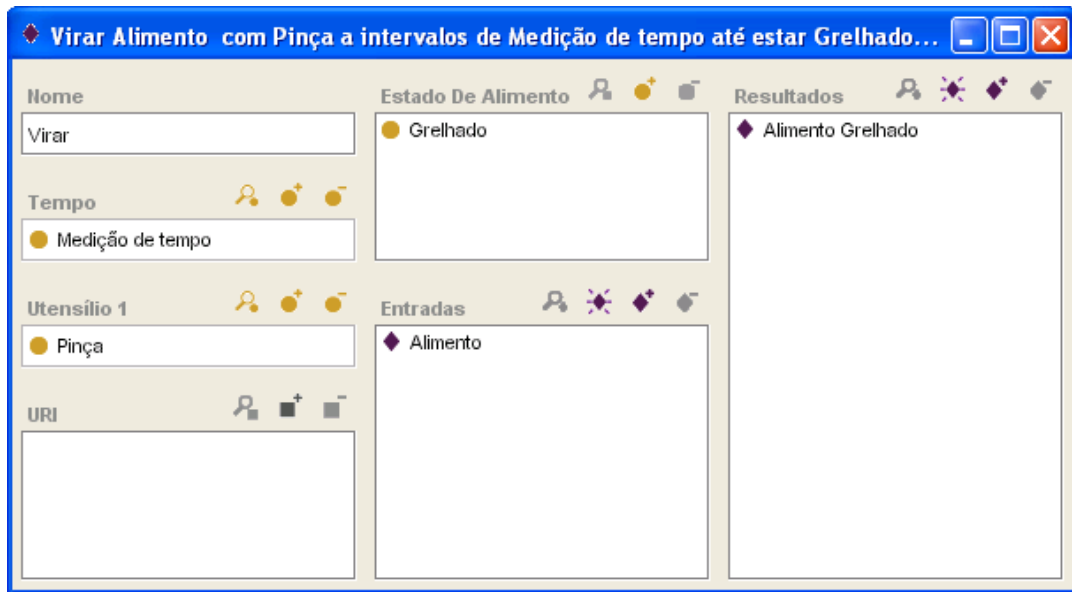 Virar Alimento com Pinça a intervalos de Medição de tempo até estar Grelhado...
Nome
Virar
Tempo
Medição de tempo
Utensílio 1
Pinça
URI
Estado De Alimento
Grelhado
Entradas
Alimento
Resultados
Alimento Grelhado